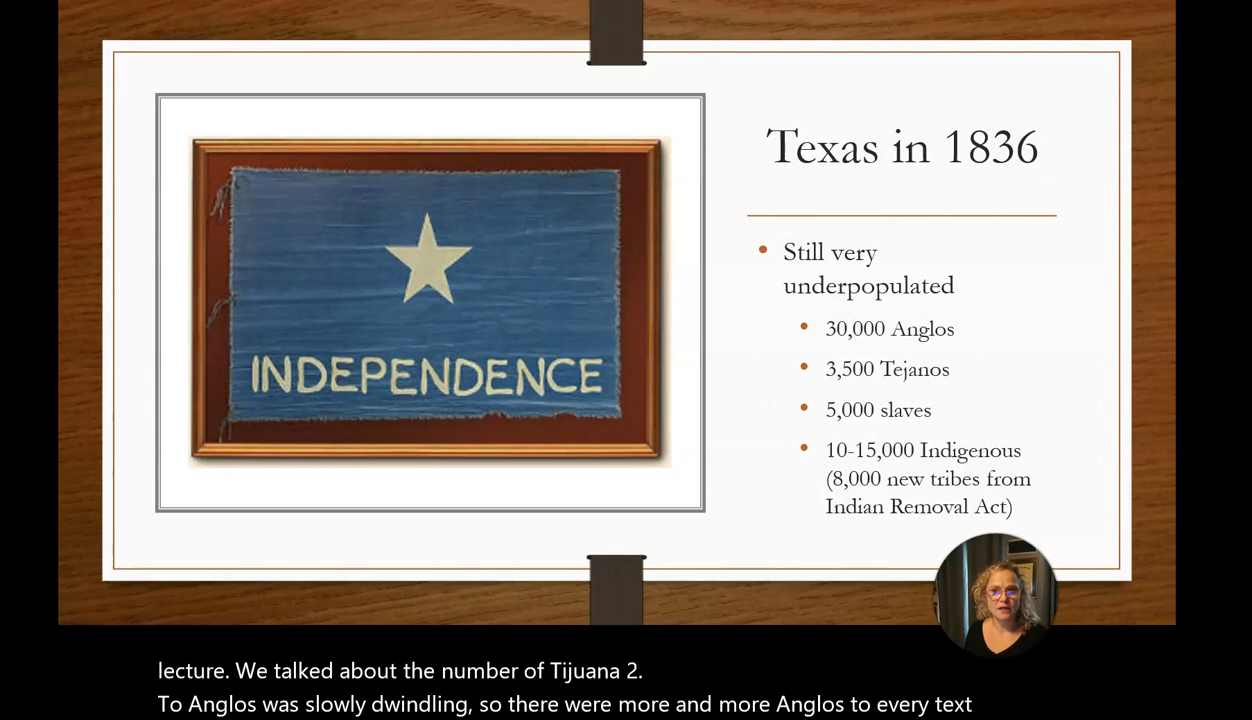 Texas in 1836
INDEPENDENCE
• Still very
underpopulated
• 30,000 Anglos
• 3,500 Tejanos
• 5,000 slaves
• 10-15,000 Indigenous
(8,000 new tribes from
Indian Removal Act)
lecture. We talked about the number of Tijuana 2.
To Anglos was slowly dwindling, so there were more and more Anglos to every text